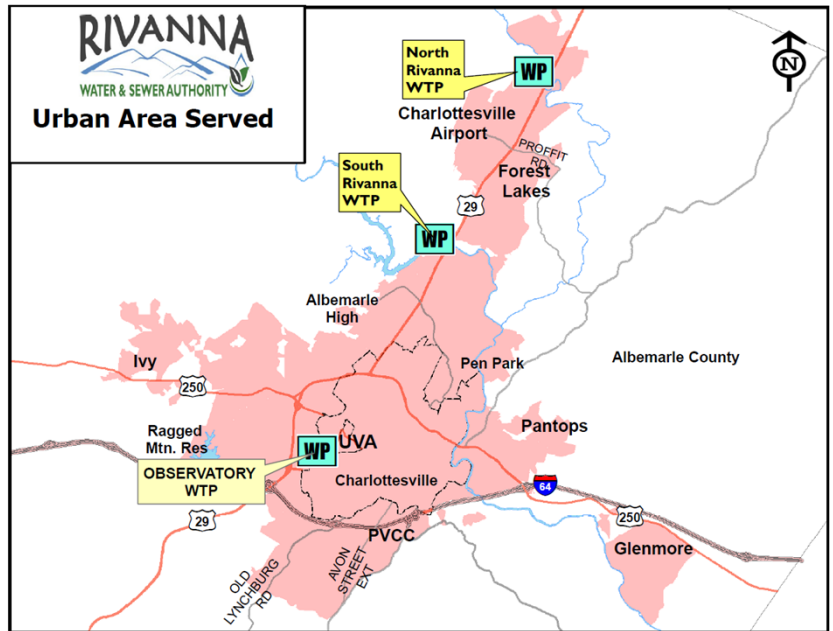 RIVANNA
WATER & SEWER AUTHORITY
Urban Area Served
N
North
Rivanna
WTP
WP
Charlottesville
Airport
PROFFIT
RD
Forest
Lakes
South
Rivanna
WTP
29
WP
Albemarle
High
Ivy
250
Pen Park
Albemarle County
Ragged
Mtn. Res
WP
UVA
Pantops
OBSERVATORY
WTP
Charlottesville
64
29
PVCC
250
Glenmore
OLD
LYNCHBURG
RD
AVON
STREET
EXT